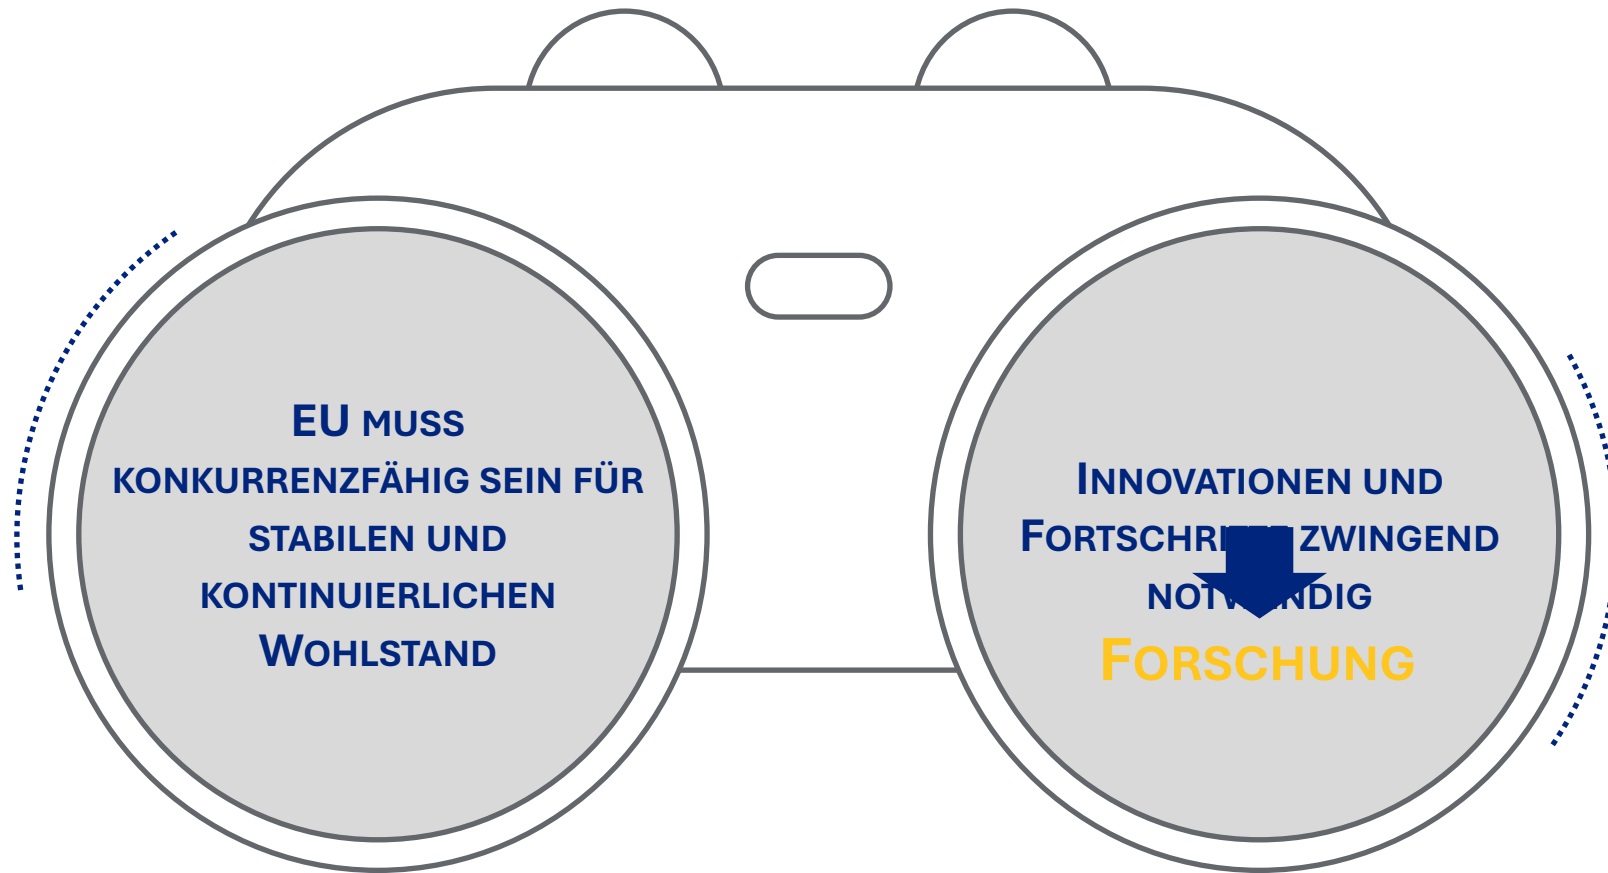 EU MUSS
KONKURRENZFÄHIG SEIN FÜR
STABILEN UND
KONTINUIERLICHEN
WOHLSTAND
INNOVATIONEN UND
ZWINGEND
FORSCHUNG